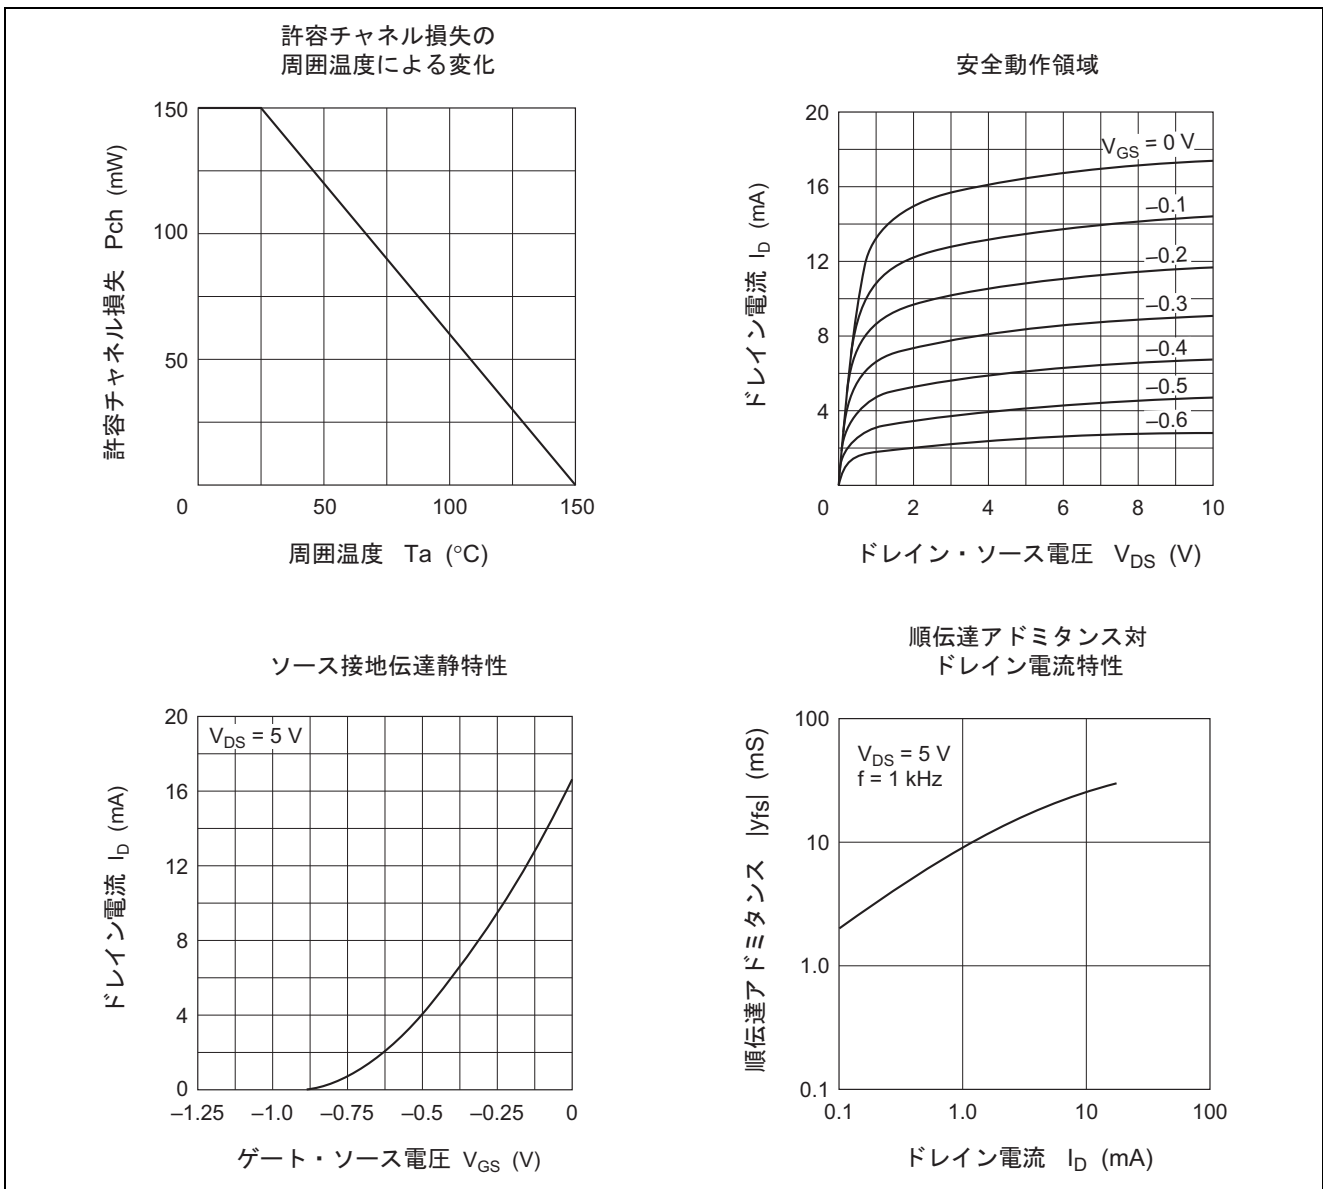 許容チャネル損失の
周囲温度による変化
許容チャネル損失 Pch (mW)
150
100
50
0
50
100
150
周囲温度 Ta (°C)
安全動作領域
ドレイン電流 ID (mA)
20
16
12
8
4
0
2
4
6
8
10
VGS = 0 V
–0.1
–0.2
–0.3
–0.4
–0.5
–0.6
ドレイン・ソース電圧 VDS (V)
ソース接地伝達静特性
ドレイン電流 ID (mA)
20
16
12
8
4
0
VDS = 5 V
–1.25
–1.0
–0.75
–0.5
–0.25
0
ゲート・ソース電圧 VGS (V)
順伝達アドミタンス対
ドレイン電流特性
順伝達アドミタンス |yfs| (mS)
100
10
1.0
0.1
VDS = 5 V
f = 1 kHz
0.1
1.0
10
100
ドレイン電流 ID (mA)